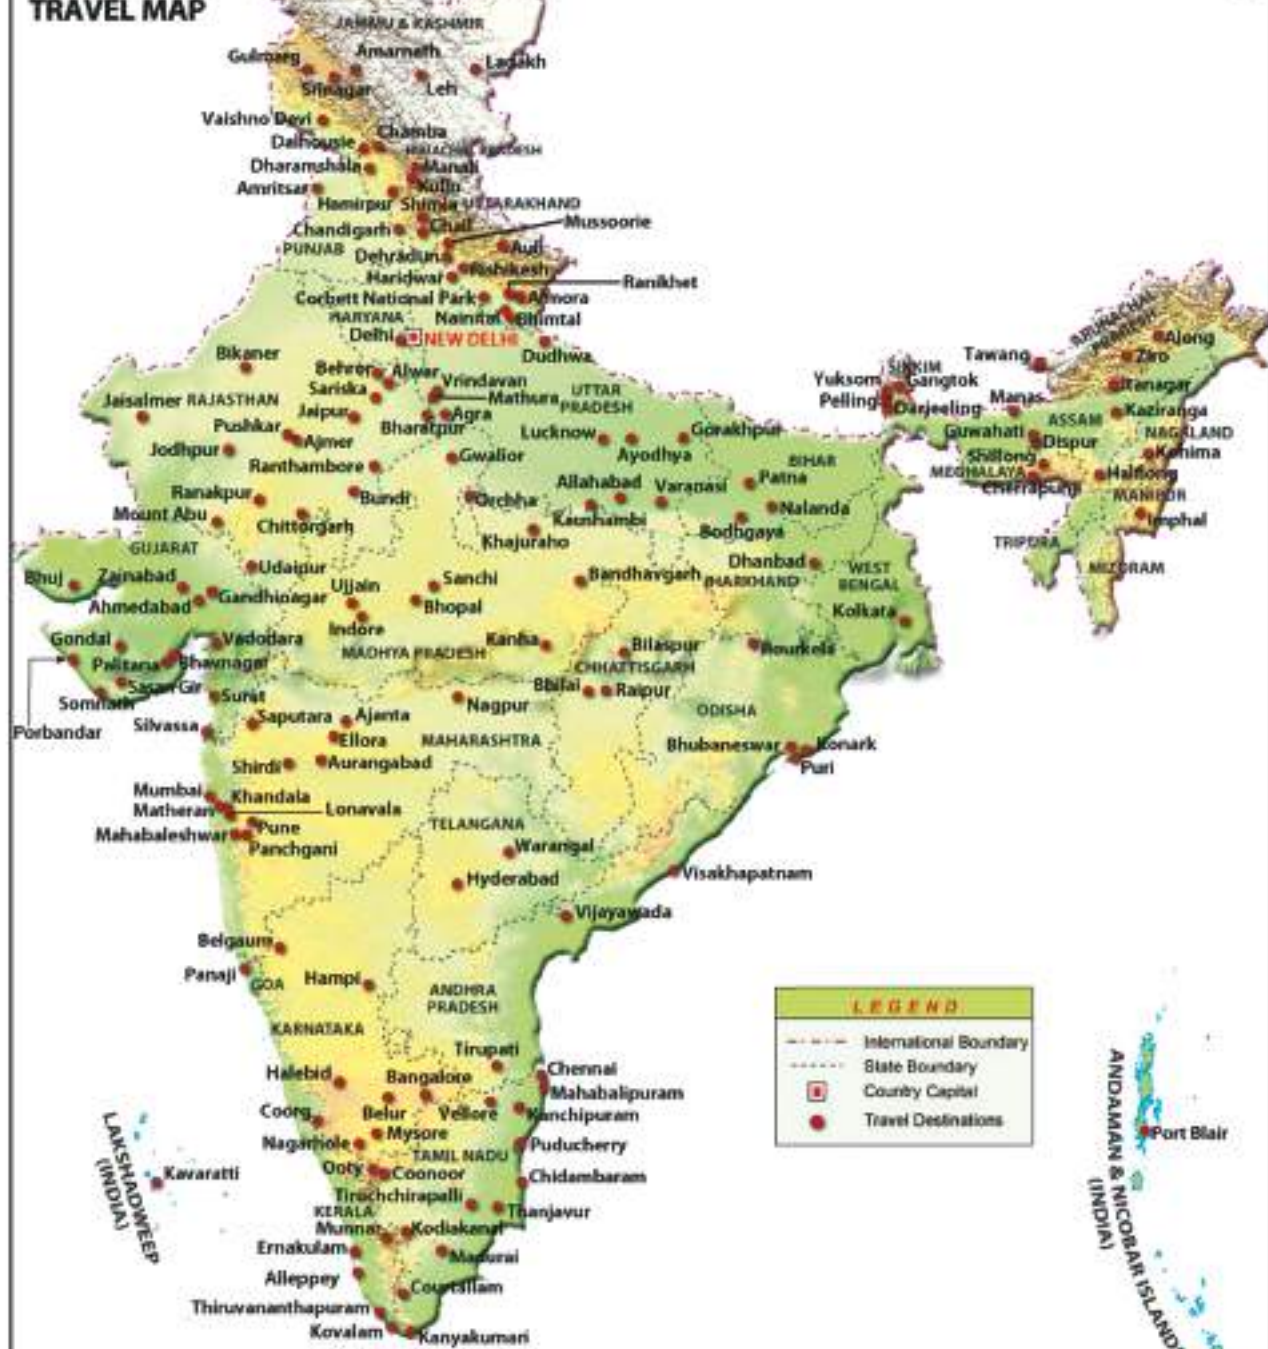 TRAVEL MAP
JAMMU & KASHMIR
Gulmarg
Amarnath
Ladakh
Srinagar
Leh
Vaishno Devi
Chamba
Dalhousie
HIMACHAL PRADESH
Dharamshala
Manali
Amritsar
Kullu
Hamirpur
Shimla
UTTARAKHAND
Mussoorie
Chandigarh
Chail
PUNJAB
Auli
Dehradun
Rishikesh
Haridwar
Ranikhet
Corbett National Park
Almora
HARYANA
Nainital
Bhimtal
Delhi
NEW DELHI
Dudhwa
Bikaner
Behror
Alwar
Vrindavan
Sariska
Mathura
UTTAR
PRADESH
Jaisalmer
RAJASTHAN
Jaipur
Agra
Bharatpur
Pushkar
Ajmer
Lucknow
Gorakhpur
Jodhpur
Ayodhya
Ranthambore
Gwalior
BIHAR
Patna
Ranakpur
Bundi
Orchha
Allahabad
Varanasi
Nalanda
Mount Abu
Chittorgarh
Kaushambi
Bodhgaya
Khajuraho
GUJARAT
Dhanbad
WEST
BENGAL
Bhuj
Zainabad
Udaipur
Ujjain
Sanchi
Bandhavgarh
JHARKHAND
Ahmedabad
Gandhinagar
Bhopal
Kolkata
Indore
Gondal
Vadodara
MADHYA PRADESH
Kanha
Bilaspur
Rourkela
Palitana
Bhavnagar
CHHATTISGARH
Sasan Gir
Somnath
Surat
Bhilai
Raipur
Nagpur
ODISHA
Porbandar
Silvassa
Saputara
Ajanta
Ellora
MAHARASHTRA
Bhubaneswar
Konark
Puri
Shirdi
Aurangabad
Mumbai
Khandala
Matheran
Lonavala
Mahabaleshwar
Pune
Panchgani
TELANGANA
Warangal
Visakhapatnam
Hyderabad
Vijayawada
Belgaum
Panaji
GOA
Hampi
ANDHRA
PRADESH
KARNATAKA
Tirupati
Halebid
Bangalore
Chennai
Mahabalipuram
Coorg
Belur
Vellore
Kanchipuram
Nagarhole
Mysore
Puducherry
TAMIL NADU
Ooty
Coonoor
Chidambaram
Tiruchchirapalli
Thanjavur
KERALA
Munnar
Kodiakanal
Ernakulam
Madurai
Alleppey
Courtallam
Thiruvananthapuram
Kovalam
Kanyakumari
LAKSHADWEEP
(INDIA)
Kavaratti
ARUNACHAL
PRADESH
Along
Tawang
Ziro
SIKKIM
Yuksom
Gangtok
Pelling
Darjeeling
Manas
Itanagar
ASSAM
Kaziranga
Guwahati
Dispur
NAGALAND
Shillong
Kohima
MEGHALAYA
Haflong
Cherrapunji
MANIPUR
Imphal
TRIPURA
MIZORAM
LEGEND
International Boundary
State Boundary
Country Capital
Travel Destinations
ANDAMAN & NICOBAR ISLANDS
(INDIA)
Port Blair